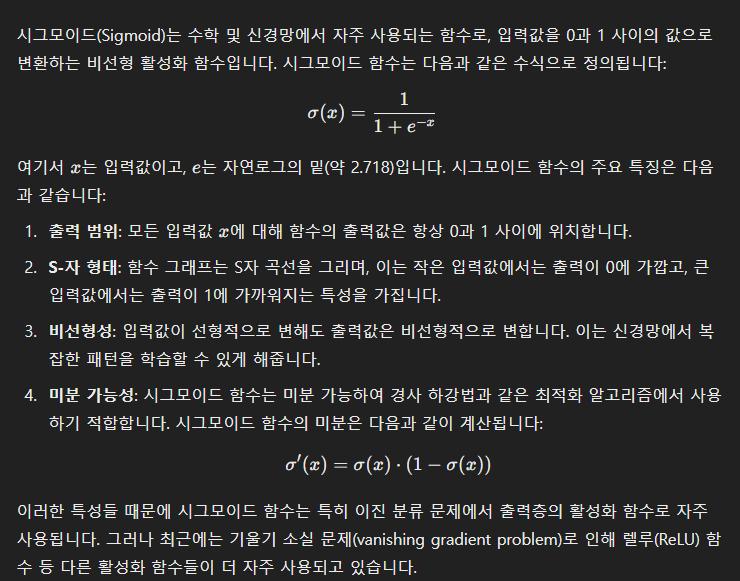 시그모이드(Sigmoid)는 수학 및 신경망에서 자주 사용되는 함수로, 입력값을 0과 1 사이의 값으로
변환하는 비선형 활성화 함수입니다. 시그모이드 함수는 다음과 같은 수식으로 정의됩니다:
σ(x) = 1 / (1 + e^{-x})
여기서 x는 입력값이고, e는 자연로그의 밑(약 2.718)입니다. 시그모이드 함수의 주요 특징은 다음
과 같습니다:
1. 출력 범위: 모든 입력값 x에 대해 함수의 출력값은 항상 0과 1 사이에 위치합니다.
2. S-자 형태: 함수 그래프는 S자 곡선을 그리며, 이는 작은 입력값에서는 출력이 0에 가깝고, 큰
입력값에서는 출력이 1에 가까워지는 특성을 가집니다.
3. 비선형성: 입력값이 선형적으로 변해도 출력값은 비선형적으로 변합니다. 이는 신경망에서 복
잡한 패턴을 학습할 수 있게 해줍니다.
4. 미분 가능성: 시그모이드 함수는 미분 가능하여 경사 하강법과 같은 최적화 알고리즘에서 사용
하기 적합합니다. 시그모이드 함수의 미분은 다음과 같이 계산됩니다:
σ′(x) = σ(x) · (1 − σ(x))
이러한 특성들 때문에 시그모이드 함수는 특히 이진 분류 문제에서 출력층의 활성화 함수로 자주
사용됩니다. 그러나 최근에는 기울기 소실 문제(vanishing gradient problem)로 인해 렐루(ReLU) 함
수 등 다른 활성화 함수들이 더 자주 사용되고 있습니다.